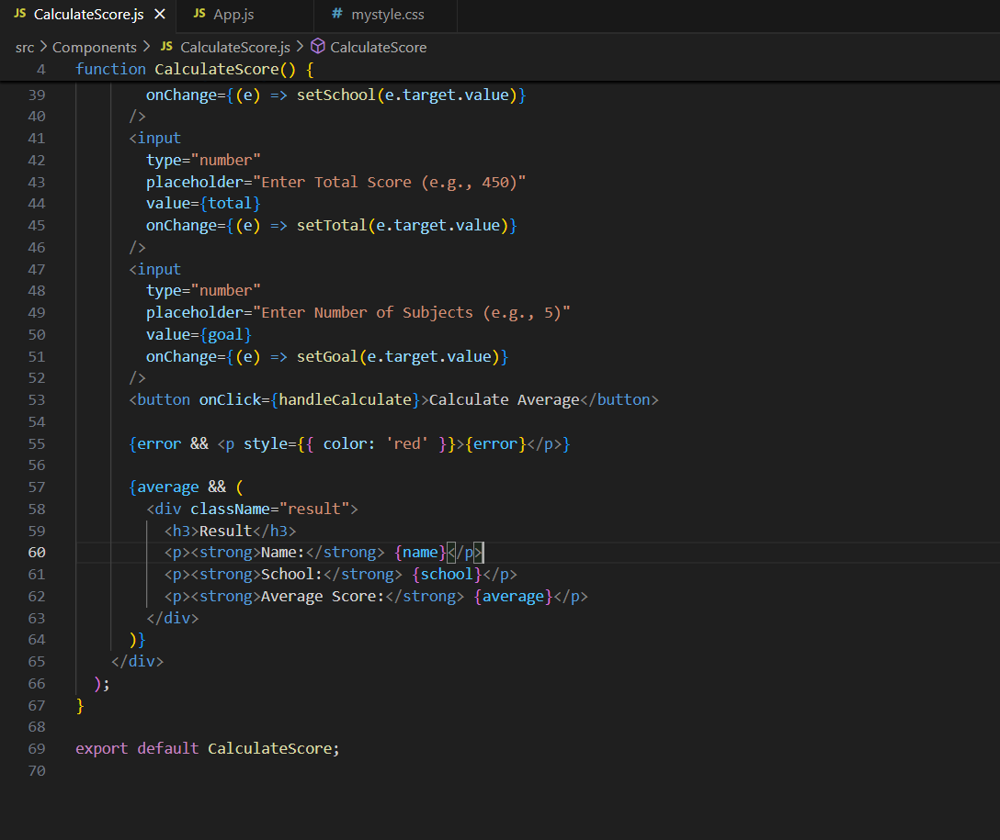 JS CalculateScore.js ×
JS App.js
# mystyle.css
src > Components > JS CalculateScore.js > CalculateScore
4 function CalculateScore() {
39 onChange={(e) => setSchool(e.target.value)}
40 />
41 <input
42 type="number"
43 placeholder="Enter Total Score (e.g., 450)"
44 value={total}
45 onChange={(e) => setTotal(e.target.value)}
46 />
47 <input
48 type="number"
49 placeholder="Enter Number of Subjects (e.g., 5)"
50 value={goal}
51 onChange={(e) => setGoal(e.target.value)}
52 />
53 <button onClick={handleCalculate}>Calculate Average</button>
54
55 {error && <p style={{ color: 'red' }}>{error}</p>}
56
57 {average && (
58 <div className="result">
59 <h3>Result</h3>
60 <p><strong>Name:</strong> {name}</p>
61 <p><strong>School:</strong> {school}</p>
62 <p><strong>Average Score:</strong> {average}</p>
63 </div>
64 )}
65 </div>
66 );
67 }
68
69 export default CalculateScore;
70